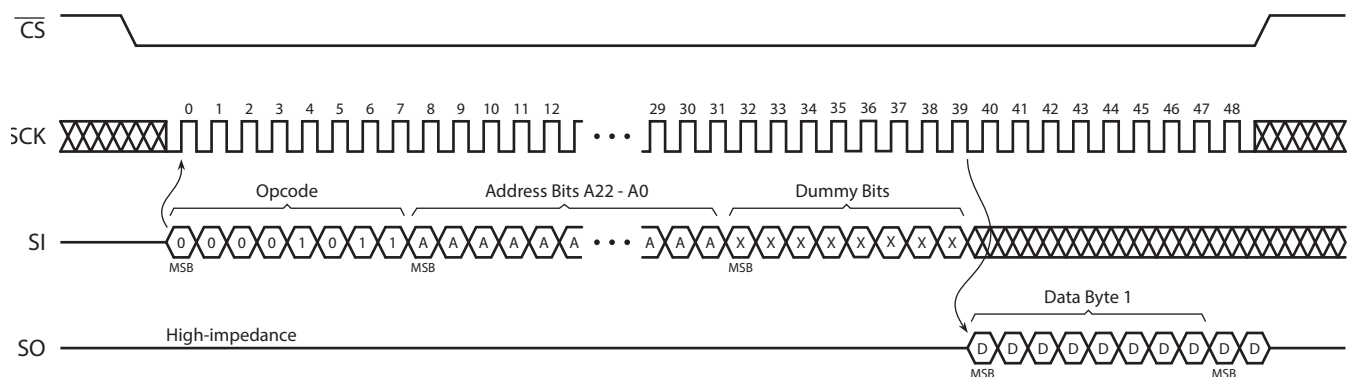 CS
0 1 2 3 4 5 6 7 8 9 10 11 12 29 30 31 32 33 34 35 36 37 38 39 40 41 42 43 44 45 46 47 48
SCK
Opcode Address Bits A22 - A0 Dummy Bits
SI 0 0 0 0 1 0 1 1 A A A A A A • • • A A A X X X X X X X X
MSB MSB MSB
Data Byte 1
High-impedance
SO D D D D D D D D D D
MSB MSB